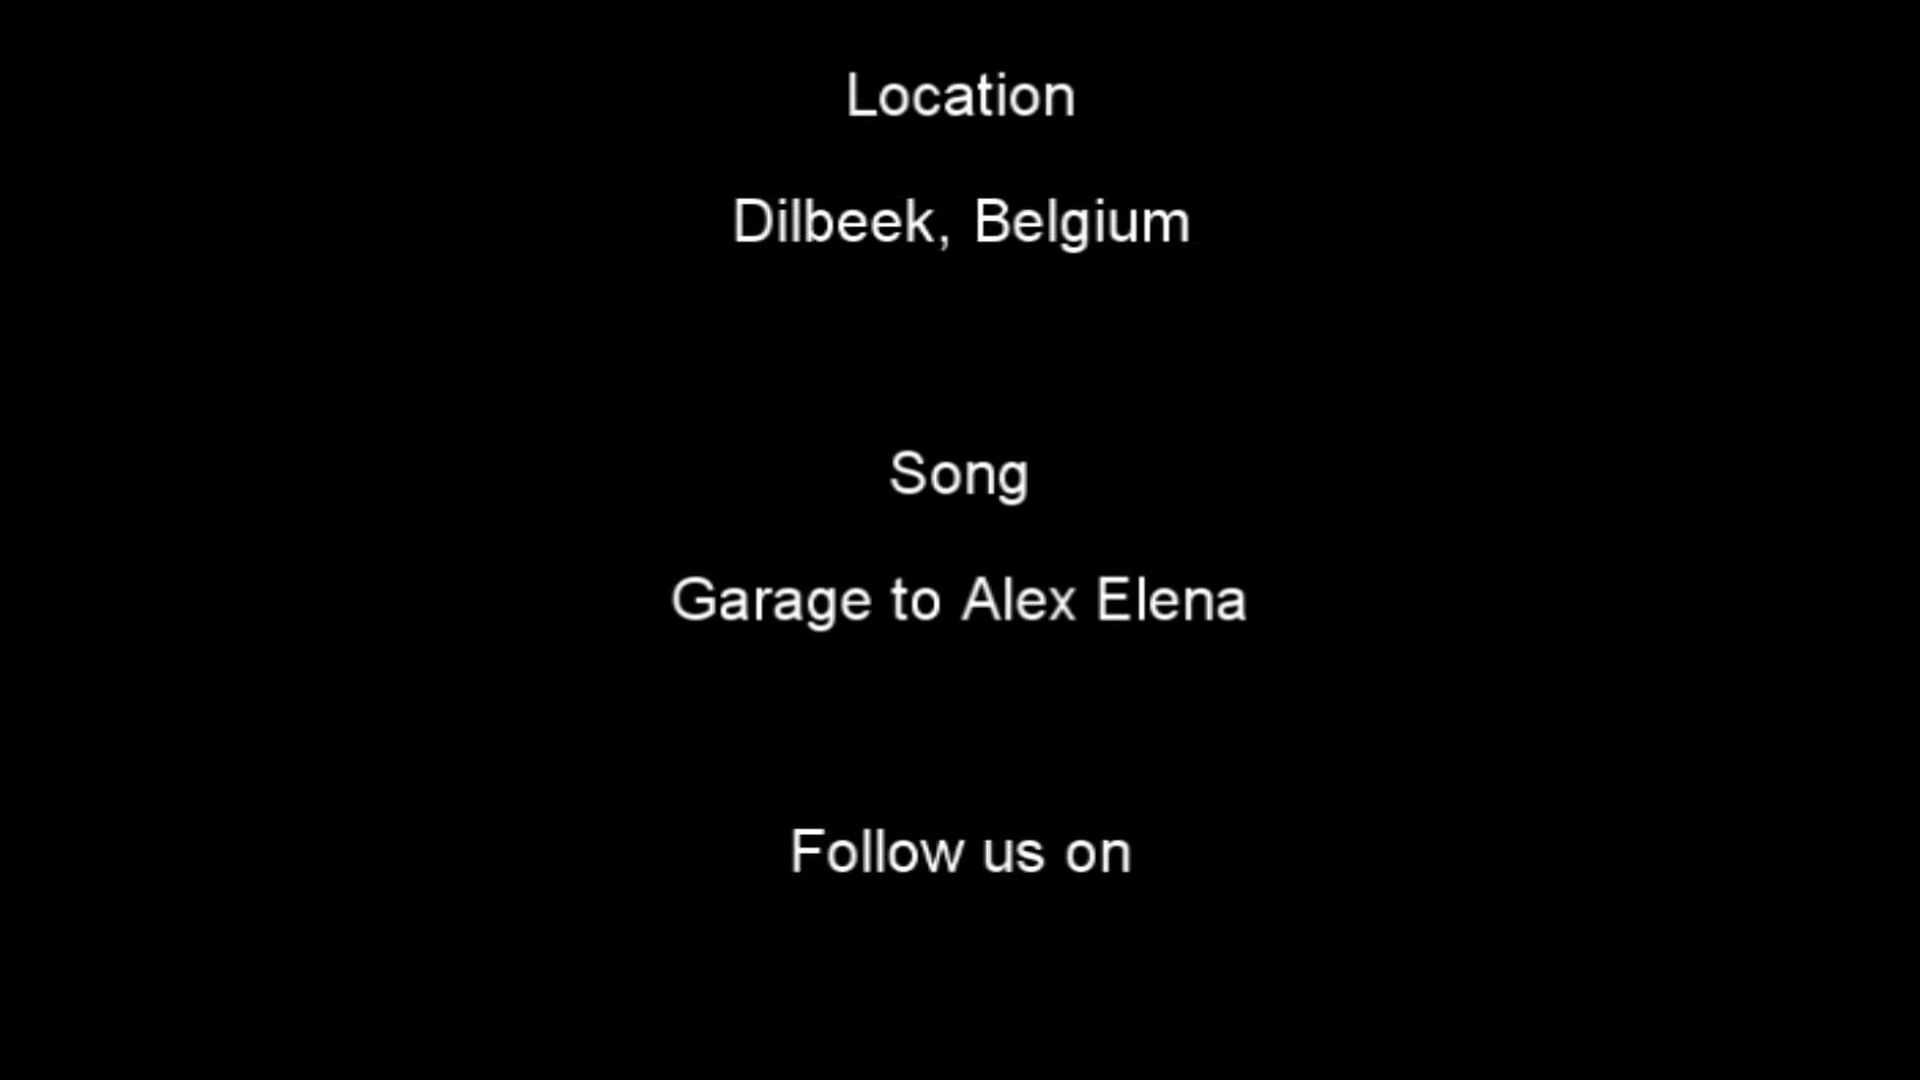 Location
Dilbeek, Belgium
Song
Garage to Alex Elena
Follow us on